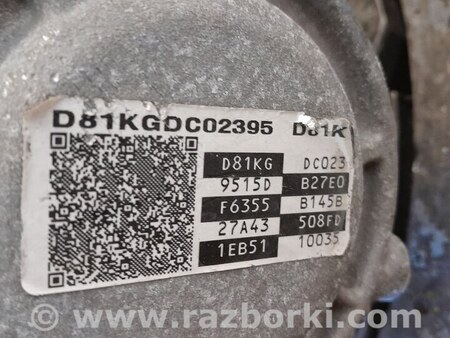 D81KGDC02395 D81K
D81KG DC023
9515D B27E0
F6355 B145B
27A43 508FD
1EB51 10035
www.razborki.com